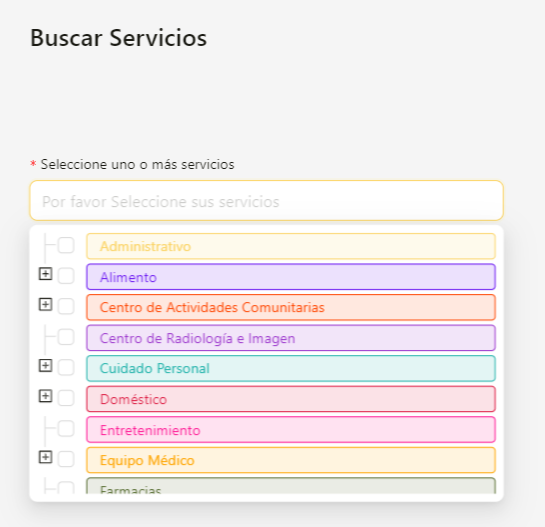 Buscar Servicios
* Seleccione uno o más servicios
Por favor Seleccione sus servicios
Administrativo
Alimento
Centro de Actividades Comunitarias
Centro de Radiología e Imagen
Cuidado Personal
Doméstico
Entretenimiento
Equipo Médico
Farmacias